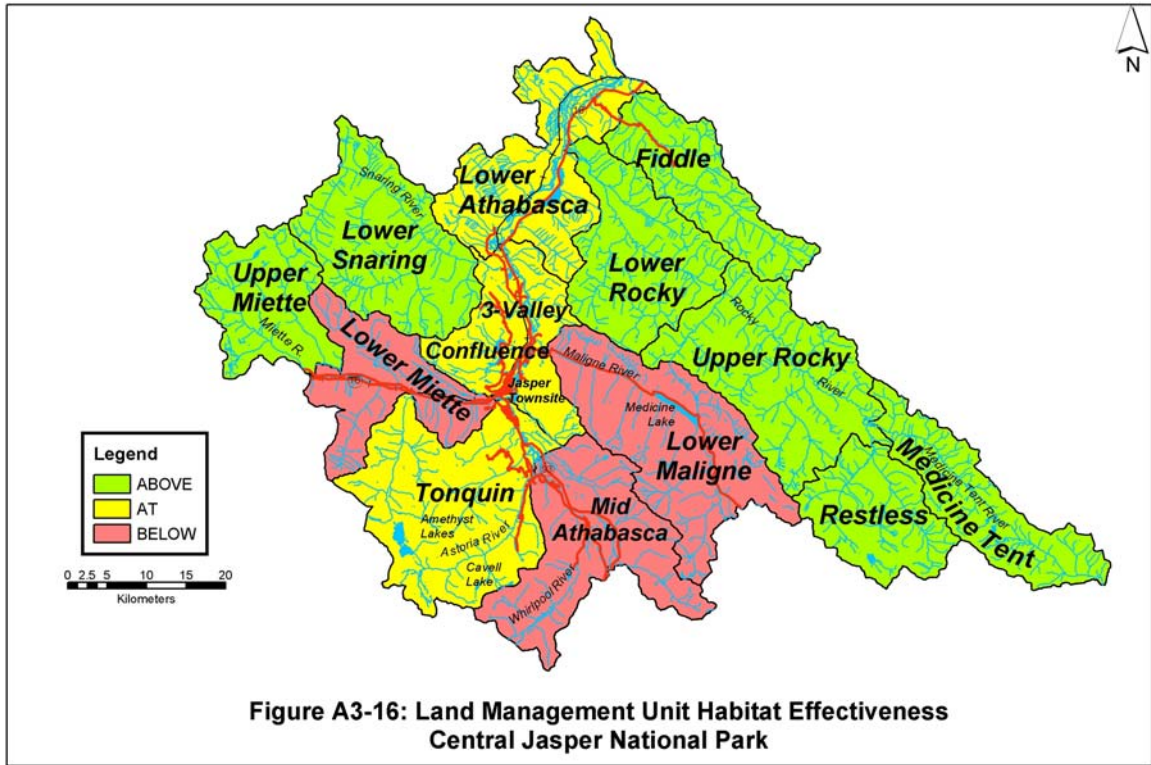 N
Fiddle
Lower
Athabasca
Snaring River
Lower
Snaring
Lower
Rocky
Upper
Miette
Miette R.
3-Valley
Confluence
Rocky
River
Upper Rocky
Lower Miette
Maligne River
Jasper
Townsite
Medicine
Lake
Lower
Maligne
Medicine Tent River
Medicine Tent
Restless
Tonquin
Amethyst
Lakes
Astoria River
Cavell
Lake
Mid
Athabasca
Whirlpool River
Legend
ABOVE
AT
BELOW
0 2.5 5 10 15 20
Kilometers
Figure A3-16: Land Management Unit Habitat Effectiveness
Central Jasper National Park